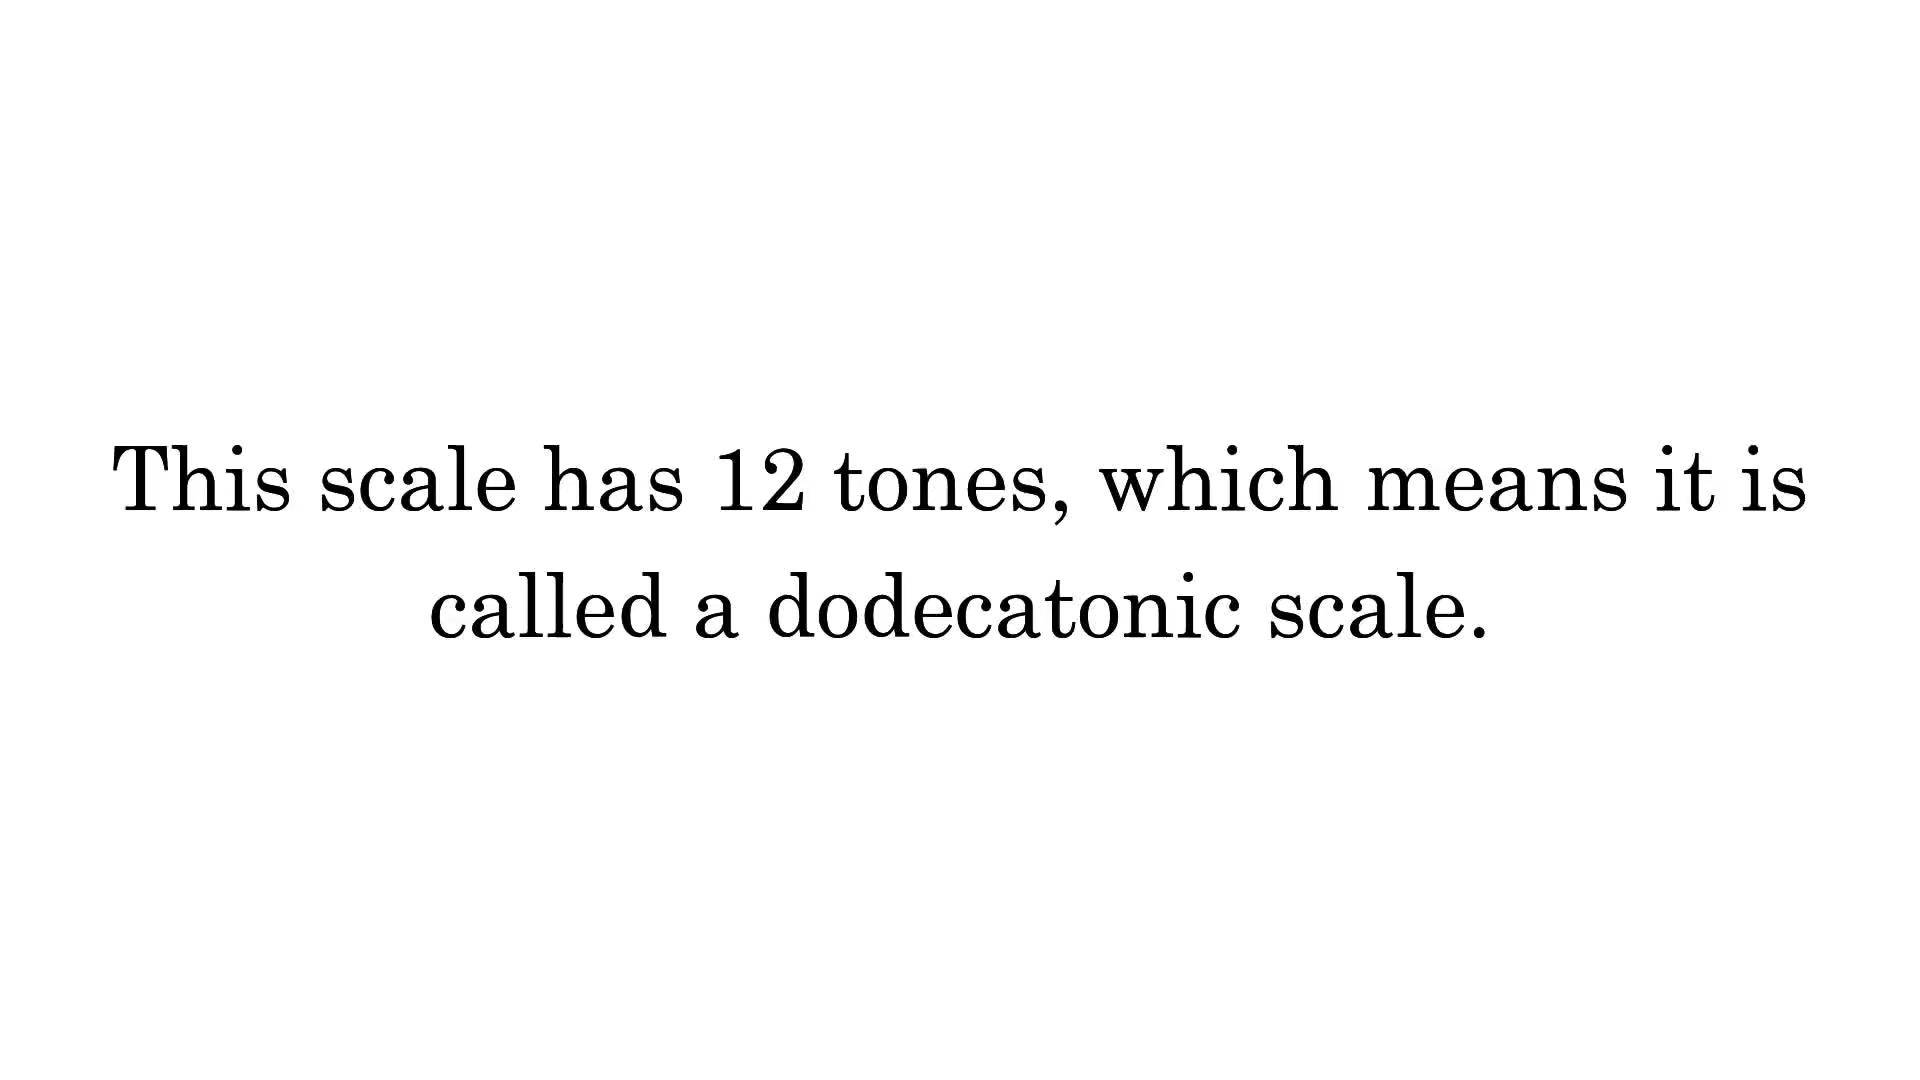 This scale has 12 tones, which means it is
called a dodecatonic scale.